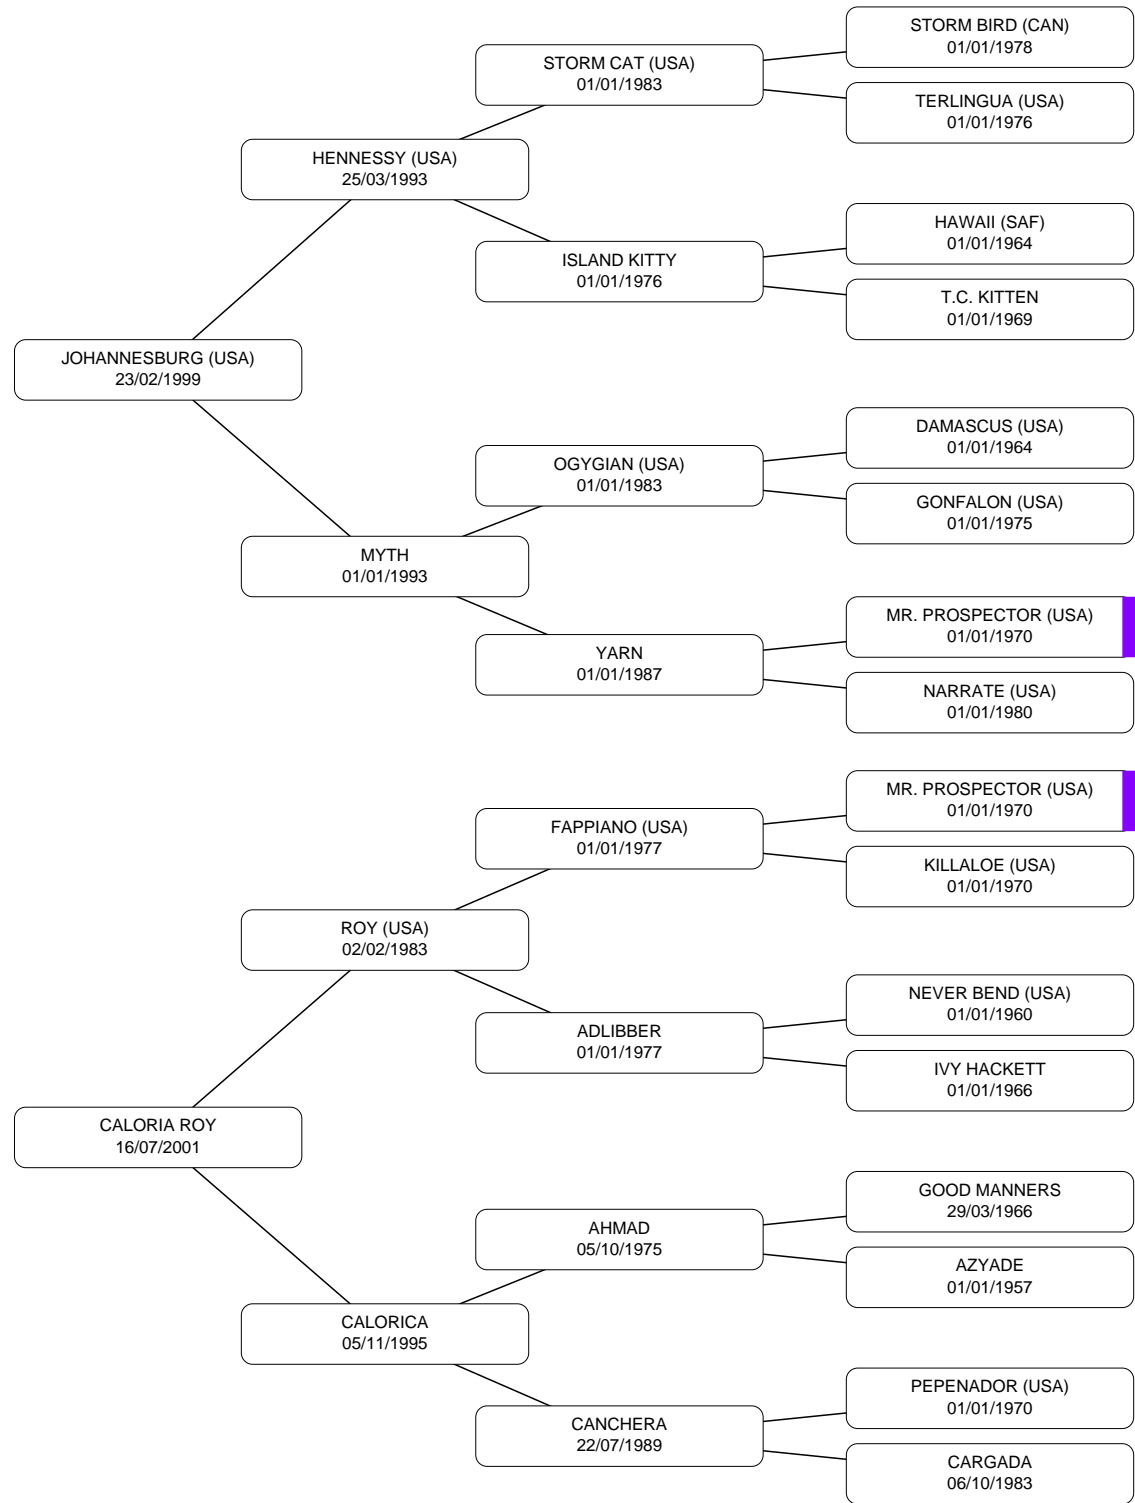 STORM BIRD (CAN)
01/01/1978
STORM CAT (USA)
01/01/1983
TERLINGUA (USA)
01/01/1976
HENNESSY (USA)
25/03/1993
HAWAII (SAF)
01/01/1964
ISLAND KITTY
01/01/1976
T.C. KITTEN
01/01/1969
JOHANNESBURG (USA)
23/02/1999
DAMASCUS (USA)
01/01/1964
OGYGIAN (USA)
01/01/1983
GONFALON (USA)
01/01/1975
MYTH
01/01/1993
MR. PROSPECTOR (USA)
01/01/1970
YARN
01/01/1987
NARRATE (USA)
01/01/1980
MR. PROSPECTOR (USA)
01/01/1970
FAPPIANO (USA)
01/01/1977
KILLALOE (USA)
01/01/1970
ROY (USA)
02/02/1983
NEVER BEND (USA)
01/01/1960
ADLIBBER
01/01/1977
IVY HACKETT
01/01/1966
CALORIA ROY
16/07/2001
GOOD MANNERS
29/03/1966
AHMAD
05/10/1975
AZYADE
01/01/1957
CALORICA
05/11/1995
PEPENADOR (USA)
01/01/1970
CANCHERA
22/07/1989
CARGADA
06/10/1983